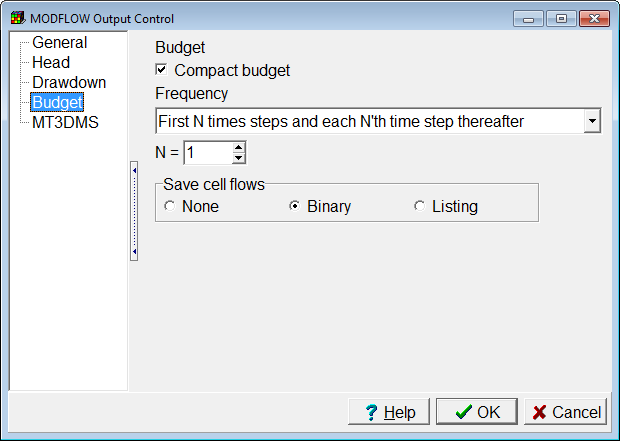 MODFLOW Output Control
General
Head
Drawdown
Budget
MT3DMS
Budget
Compact budget
Frequency
First N times steps and each N'th time step thereafter
N = 1
Save cell flows
None Binary Listing
? Help OK Cancel